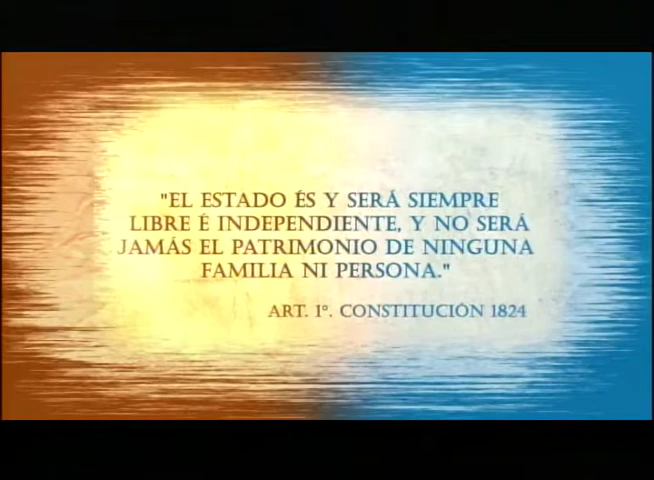 "EL ESTADO ÉS Y SERÁ SIEMPRE
LIBRE É INDEPENDIENTE, Y NO SERÁ
JAMÁS EL PATRIMONIO DE NINGUNA
FAMILIA NI PERSONA."
ART. 1º. CONSTITUCIÓN 1824